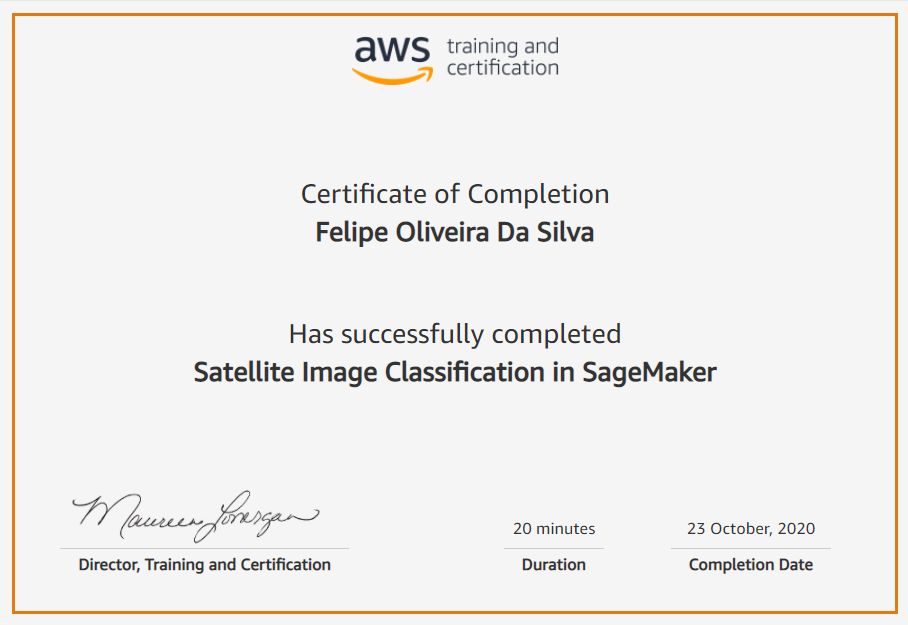 aws training and
certification
Certificate of Completion
Felipe Oliveira Da Silva
Has successfully completed
Satellite Image Classification in SageMaker
Maureen Lonergan
20 minutes
23 October, 2020
Director, Training and Certification
Duration
Completion Date